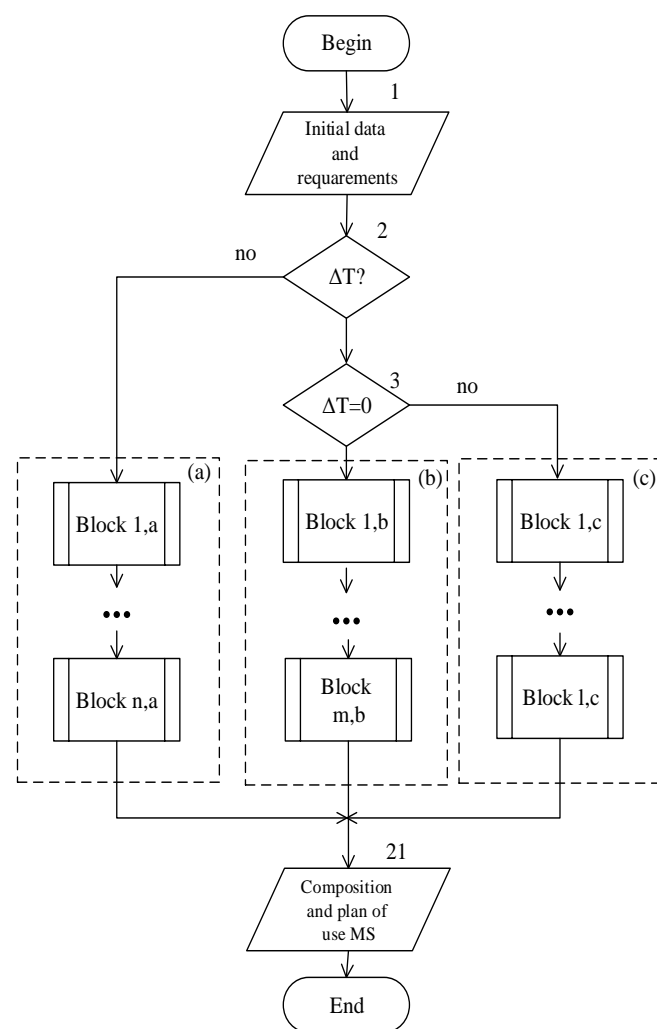 Begin
1
Initial data
and
requarements
2
no
ΔT?
3
no
ΔT=0
(a)
(b)
(c)
Block 1,a
Block 1,b
Block 1,c
•••
•••
•••
Block n,a
Block
m,b
Block l,c
21
Composition
and plan of
use MS
End